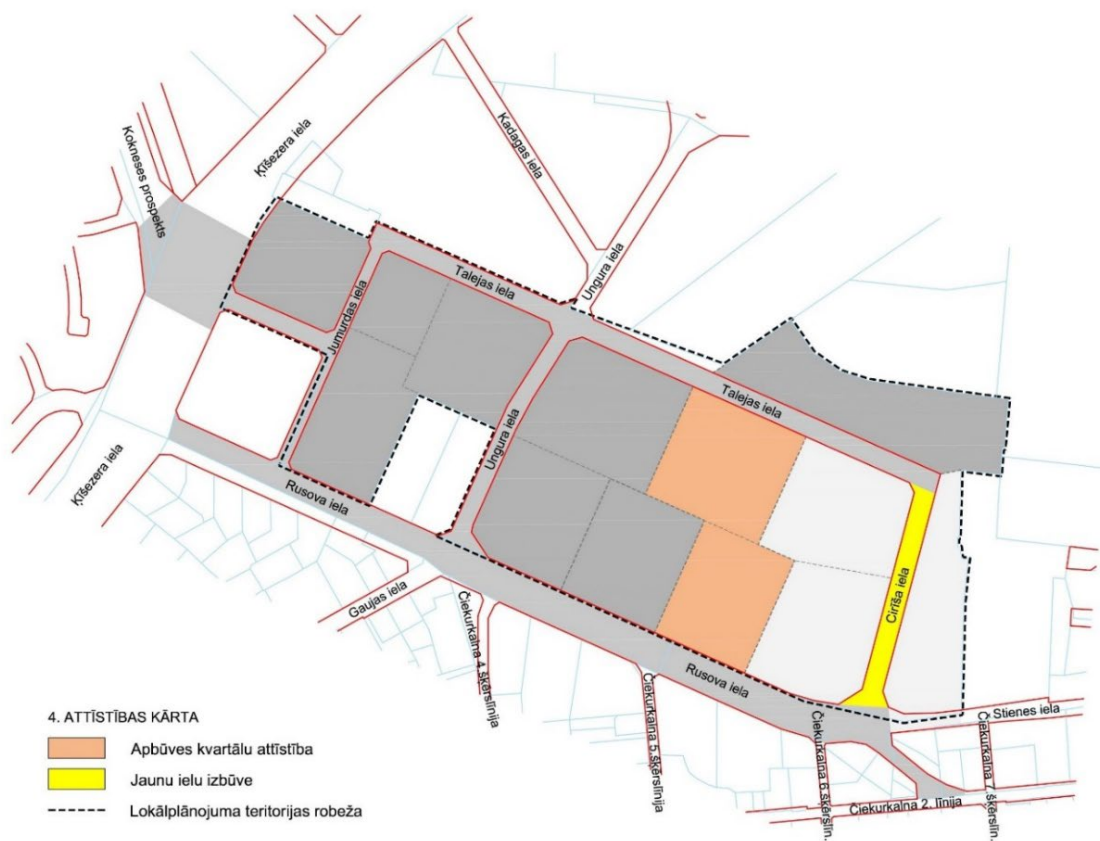 Kokneses prospekts
Ķīšezera iela
Kadagas iela
Ungura iela
Talejas iela
Jumurdas iela
Ungura iela
Talejas iela
Ķīšezera iela
Rusova iela
Cirīša iela
Gaujas iela
Čiekurkalna 4.šķērslīnija
Čiekurkalna 5.šķērslīnija
Rusova iela
Čiekurkalna 6.šķērslīn.
Stienes iela
Čiekurkalna 7.šķērslīn.
Čiekurkalna 2. līnija
4. ATTĪSTĪBAS KĀRTA
Apbūves kvartālu attīstība
Jaunu ielu izbūve
Lokālplānojuma teritorijas robeža